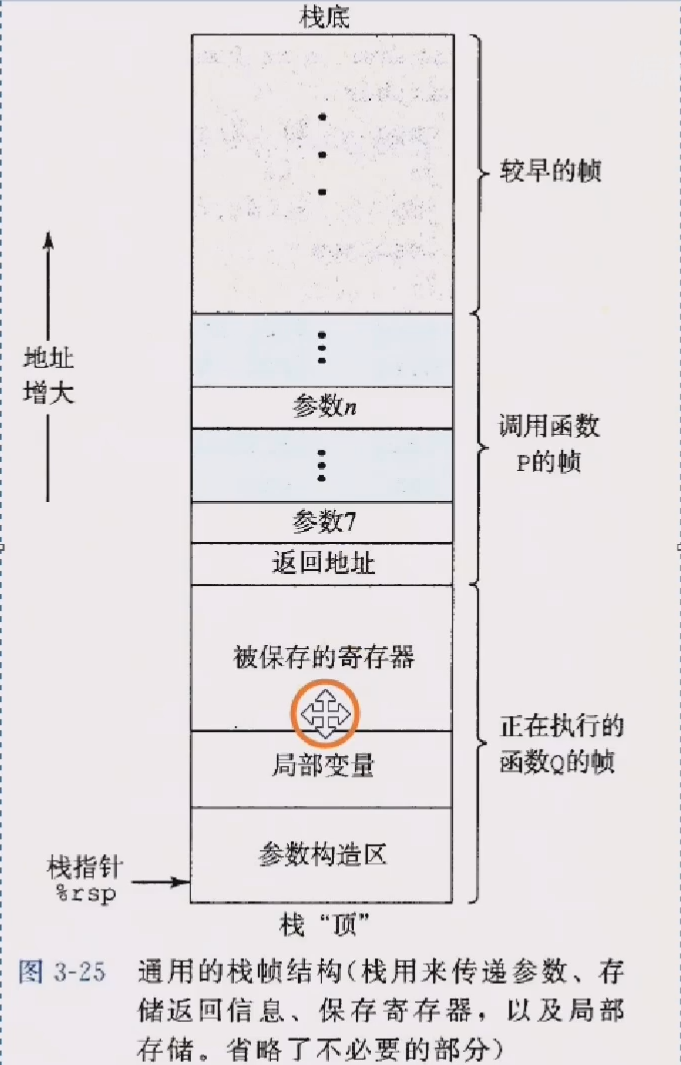 栈底
较早的帧
地址
增大
参数n
调用函数
P的帧
参数7
返回地址
被保存的寄存器
正在执行的
函数Q的帧
局部变量
参数构造区
栈指针
%rsp
栈“顶”
图 3-25 通用的栈帧结构(栈用来传递参数、存
储返回信息、保存寄存器，以及局部
存储。省略了不必要的部分)